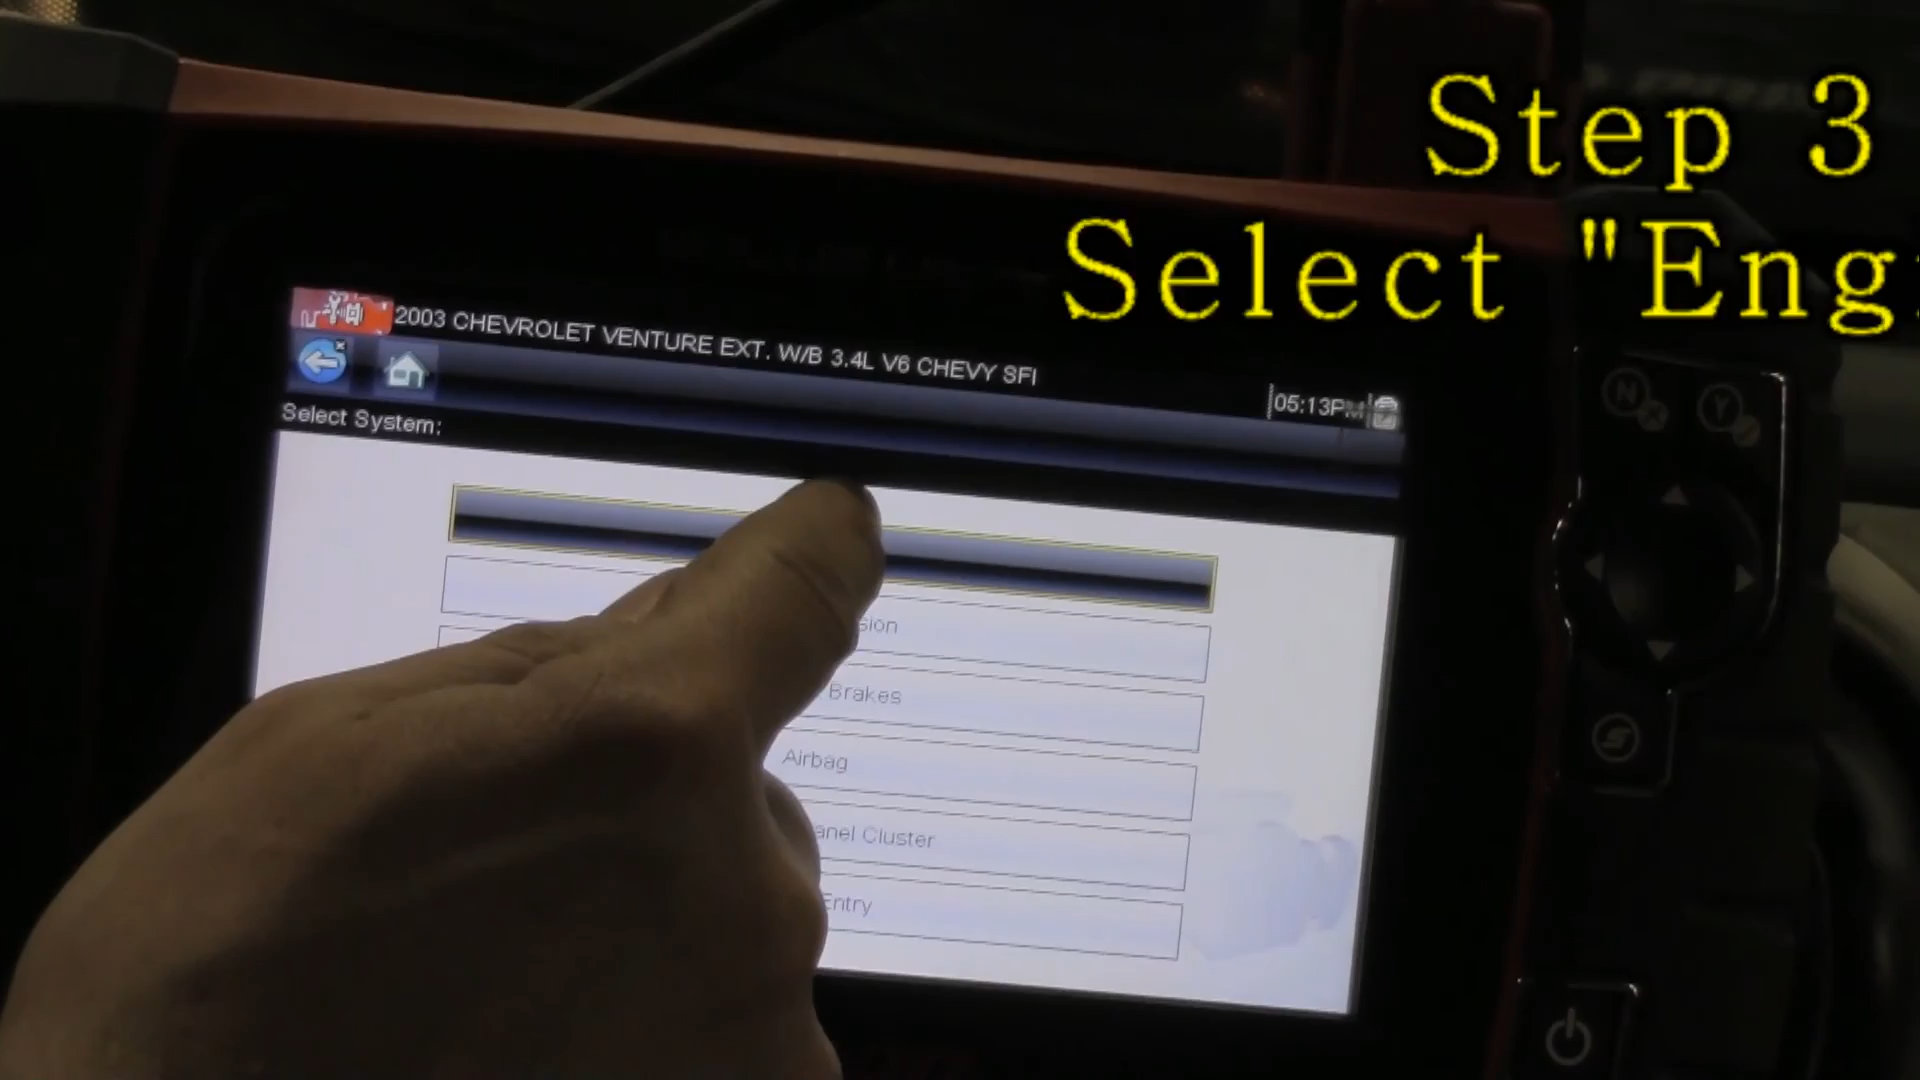 Step 3
Select "Eng
2003 CHEVROLET VENTURE EXT. W/B 3.4L V6 CHEVY SFI
05:13PM
Select System:
sion
Brakes
Airbag
anel Cluster
Entry
N
Y
S